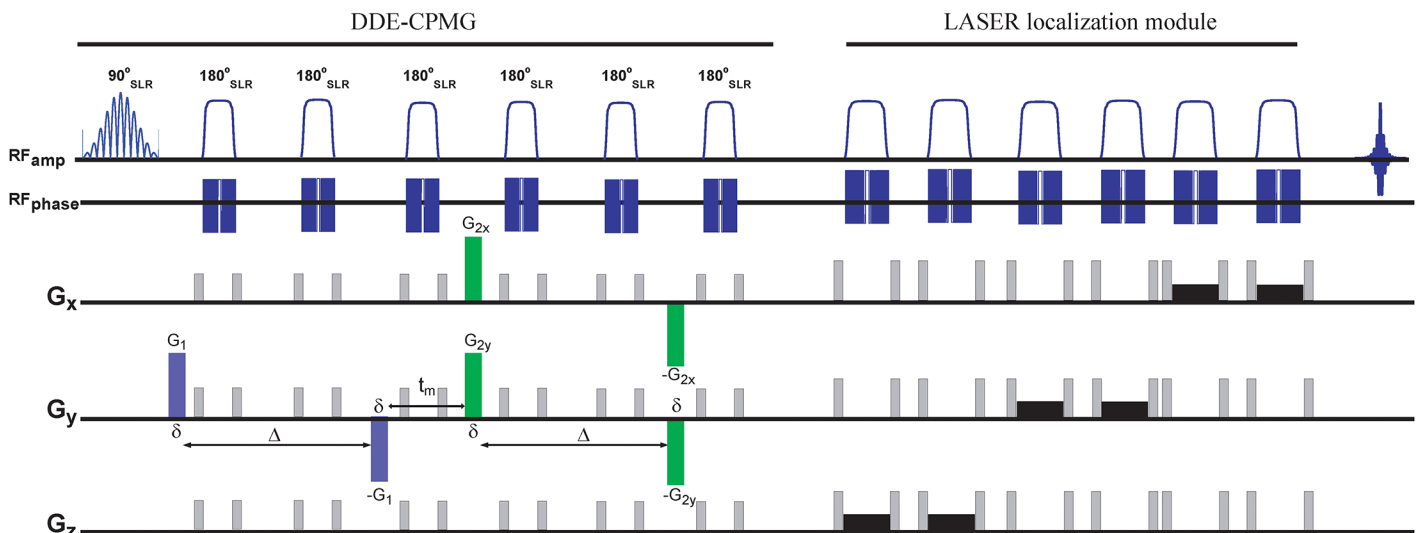 DDE-CPMG LASER localization module
90°SLR 180°SLR 180°SLR 180°SLR 180°SLR 180°SLR 180°SLR
RFamp
RFphase
G2x
Gx
G1 G2y
-G2x
tm
δ δ
Gy
δ δ
Δ Δ
-G1 -G2y
Gz